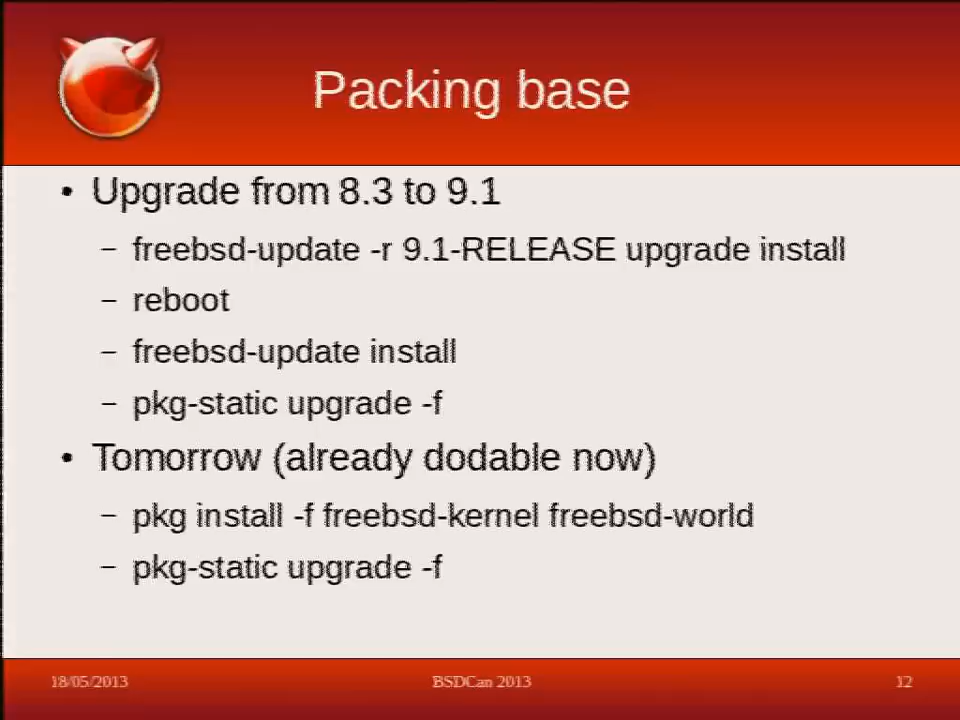 Packing base
• Upgrade from 8.3 to 9.1
– freebsd-update -r 9.1-RELEASE upgrade install
– reboot
– freebsd-update install
– pkg-static upgrade -f
• Tomorrow (already dodable now)
– pkg install -f freebsd-kernel freebsd-world
– pkg-static upgrade -f
18/05/2013 BSDCan 2013 12